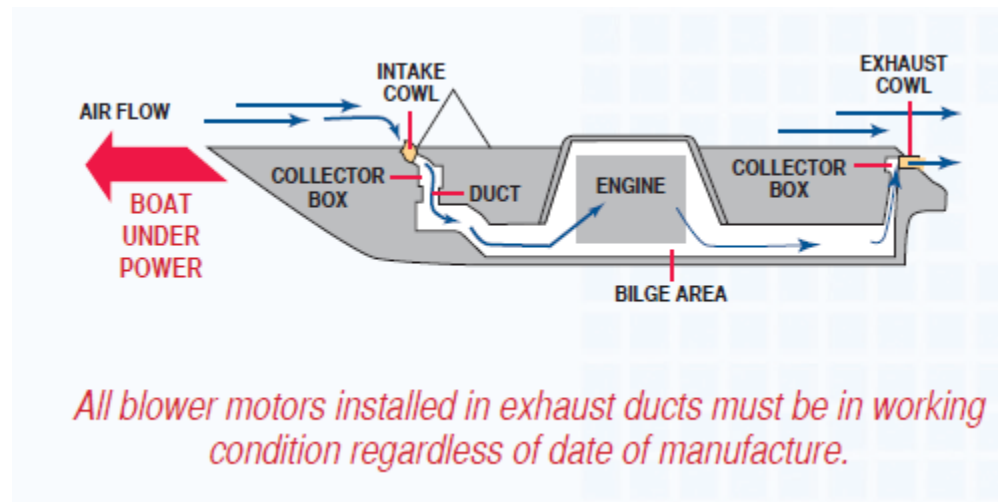 INTAKE
COWL
EXHAUST
COWL
AIR FLOW
COLLECTOR
BOX
DUCT
ENGINE
COLLECTOR
BOX
BOAT
UNDER
POWER
BILGE AREA
All blower motors installed in exhaust ducts must be in working
condition regardless of date of manufacture.